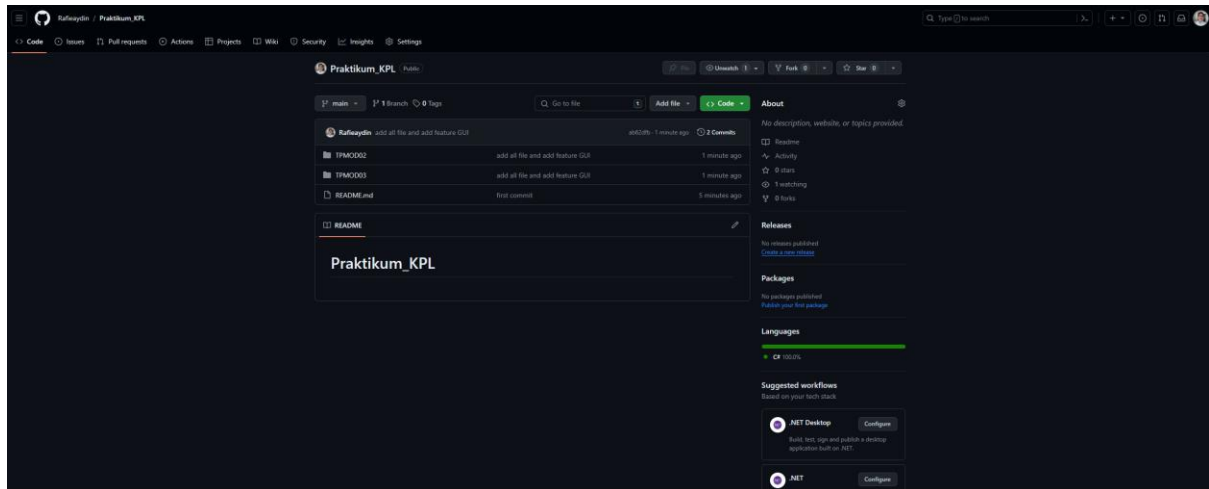 Rafieaydin / Praktikum_KPL
Type / to search
Code Issues Pull requests Actions Projects Wiki Security Insights Settings
Praktikum_KPL Public
Pin Unwatch 1 Fork 0 Star 0
main 1 Branch 0 Tags Go to file t Add file Code
Rafieaydin add all file and add feature GUI 1 minute ago 2 Commits
TPMOD02 add all file and add feature GUI 1 minute ago
TPMOD03 add all file and add feature GUI 1 minute ago
README.md first commit 5 minutes ago
README
Praktikum_KPL
About
No description, website, or topics provided.
Readme
Activity
0 stars
1 watching
0 forks
Releases
No releases published
Create a new release
Packages
No packages published
Publish your first package
Languages
C# 100.0%
Suggested workflows
Based on your tech stack
.NET Desktop Configure
Build, test, sign and publish a desktop
application built on .NET.
.NET Configure